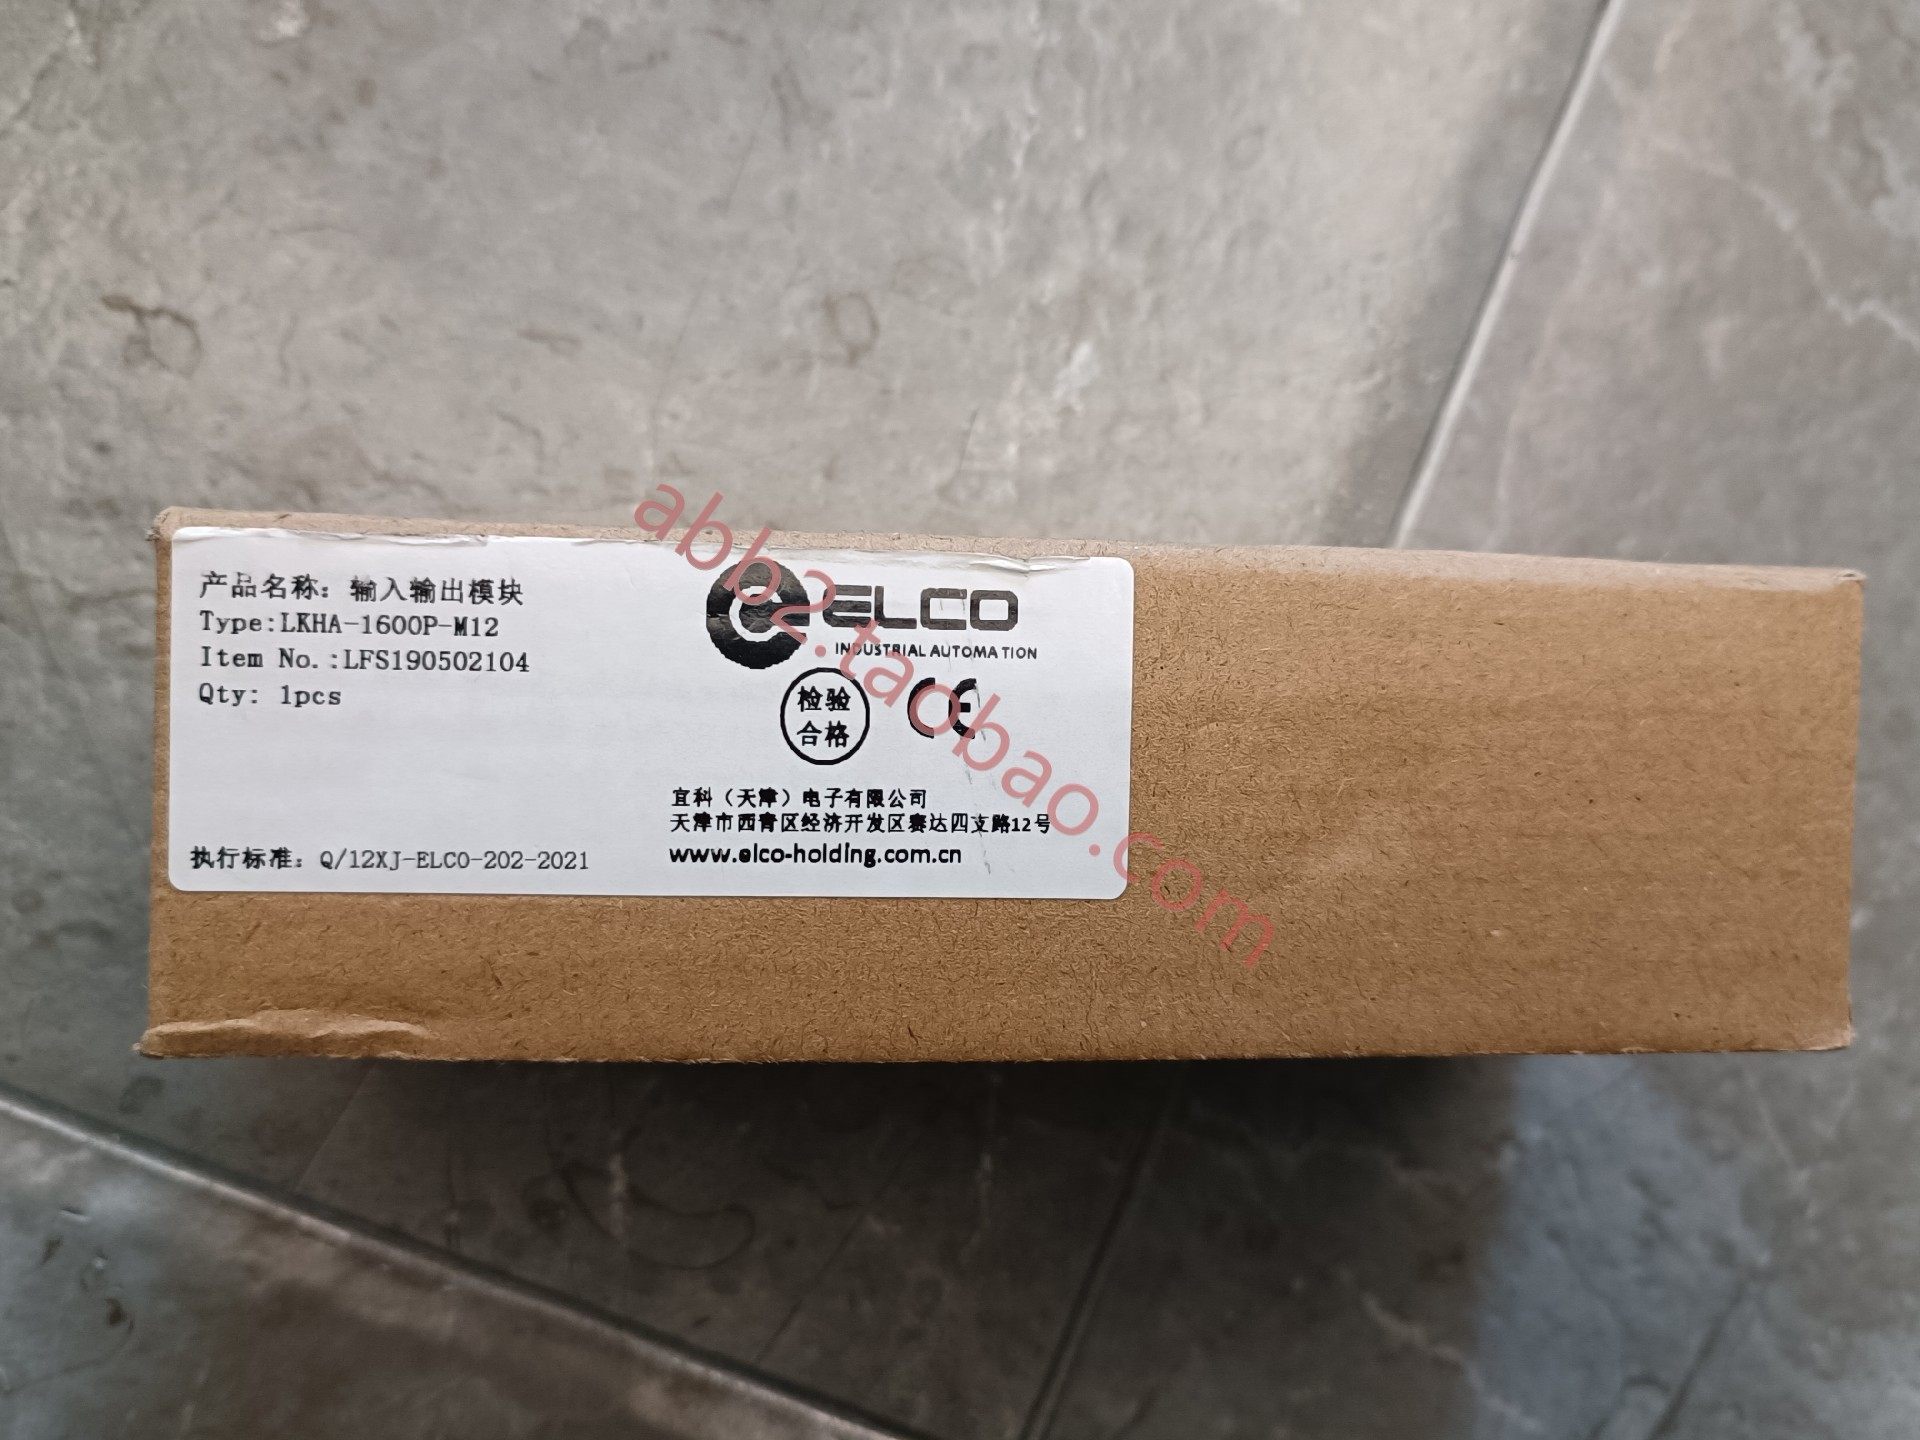 产品名称：输入输出模块
Type:LKHA-1600P-M12
Item No.:LFS190502104
Qty: 1pcs
执行标准：Q/12XJ-ELCO-202-2021
ELCO
INDUSTRIAL AUTOMATION
检验
合格
CE
宜科（天津）电子有限公司
天津市西青区经济开发区赛达四支路12号
www.elco-holding.com.cn
abb2.taobao.com